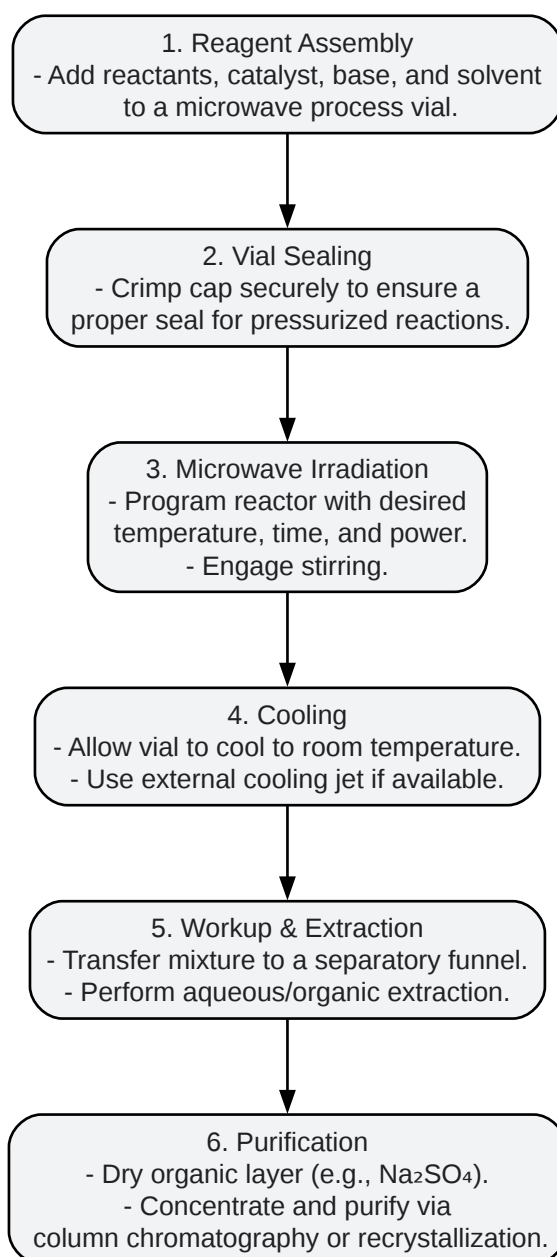 1. Reagent Assembly
- Add reactants, catalyst, base, and solvent
to a microwave process vial.
2. Vial Sealing
- Crimp cap securely to ensure a
proper seal for pressurized reactions.
3. Microwave Irradiation
- Program reactor with desired
temperature, time, and power.
- Engage stirring.
4. Cooling
- Allow vial to cool to room temperature.
- Use external cooling jet if available.
5. Workup & Extraction
- Transfer mixture to a separatory funnel.
- Perform aqueous/organic extraction.
6. Purification
- Dry organic layer (e.g., Na₂SO₄).
- Concentrate and purify via
column chromatography or recrystallization.